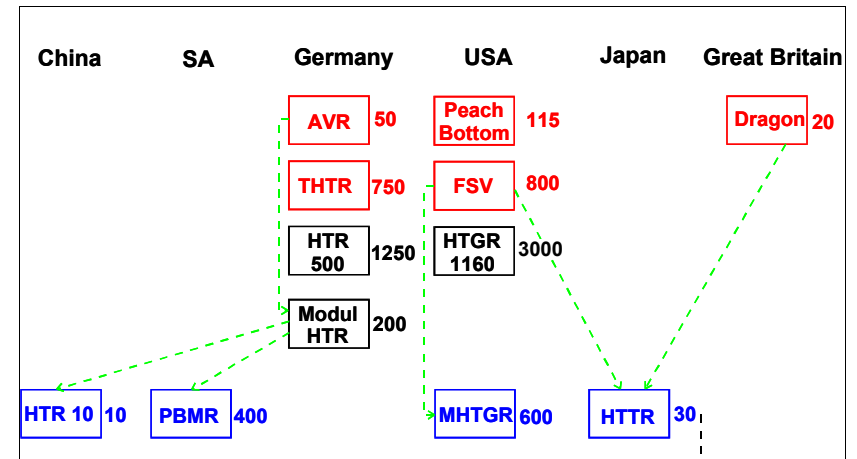 China SA Germany USA Japan Great Britain
AVR 50
Peach
Bottom 115
Dragon 20
THTR 750
FSV 800
HTR
500 1250
HTGR
1160 3000
Modul
HTR 200
HTR 10 10
PBMR 400
MHTGR 600
HTTR 30